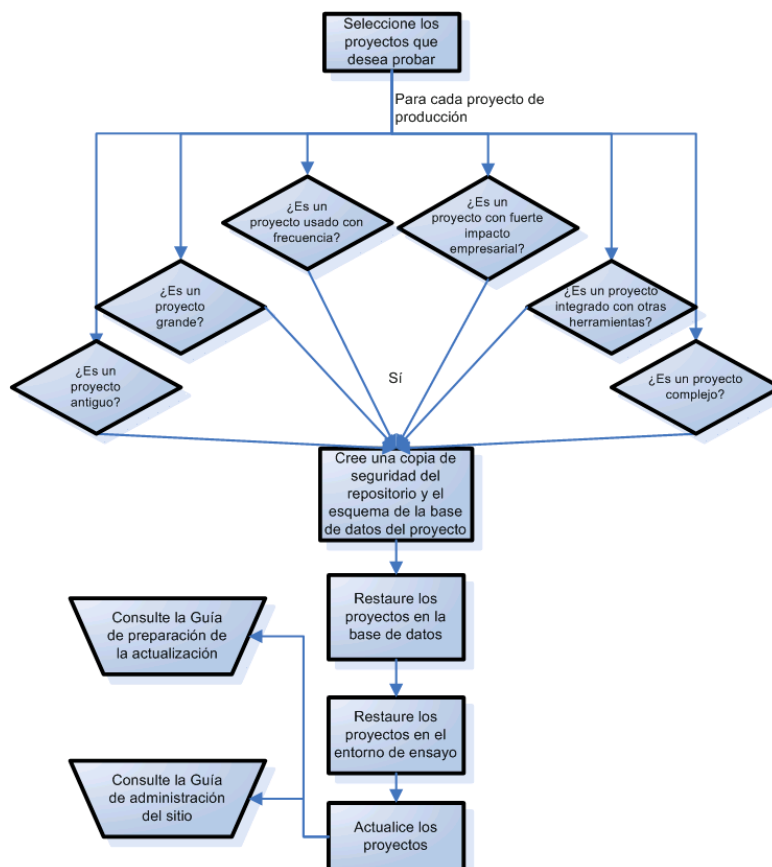 Seleccione los
proyectos que
desea probar
Para cada proyecto de
producción
¿Es un
proyecto usado con
frecuencia?
¿Es un
proyecto con fuerte
impacto
empresarial?
¿Es un
proyecto
grande?
¿Es un proyecto
integrado con otras
herramientas?
¿Es un
proyecto
antiguo?
Sí
¿Es un proyecto
complejo?
Cree una copia de
seguridad del
repositorio y el
esquema de la base
de datos del proyecto
Restaure los
proyectos en la
base de datos
Consulte la Guía
de preparación de
la actualización
Restaure los
proyectos en el
entorno de ensayo
Consulte la Guía
de administración
del sitio
Actualice los
proyectos